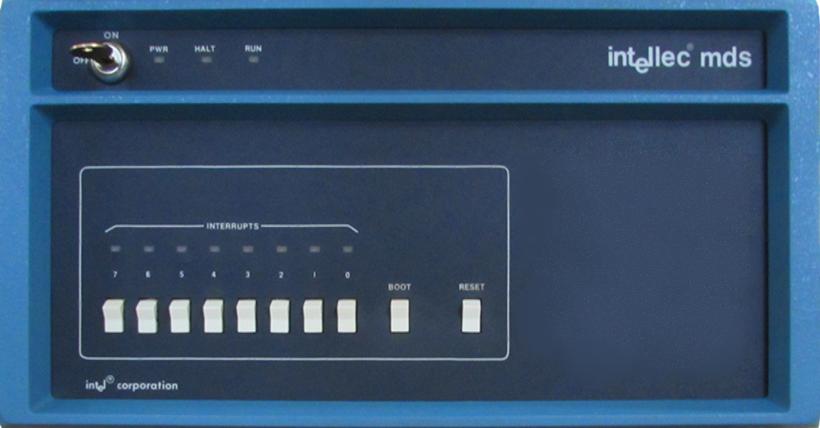 ON
OFF
PWR HALT RUN
intellec® mds
INTERRUPTS
7 6 5 4 3 2 1 0
BOOT RESET
intel® corporation